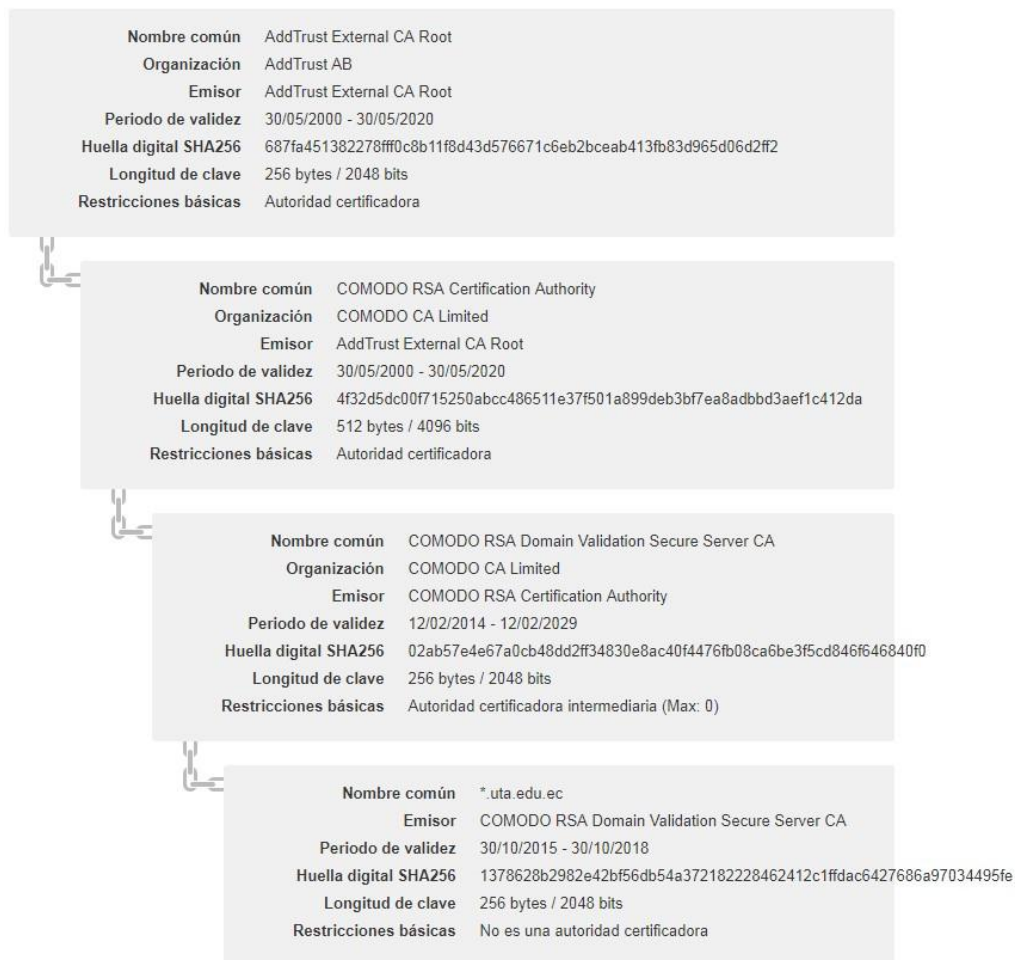 Nombre común AddTrust External CA Root
Organización AddTrust AB
Emisor AddTrust External CA Root
Periodo de validez 30/05/2000 - 30/05/2020
Huella digital SHA256 687fa451382278fff0c8b11f8d43d576671c6eb2bceab413fb83d965d06d2ff2
Longitud de clave 256 bytes / 2048 bits
Restricciones básicas Autoridad certificadora
Nombre común COMODO RSA Certification Authority
Organización COMODO CA Limited
Emisor AddTrust External CA Root
Periodo de validez 30/05/2000 - 30/05/2020
Huella digital SHA256 4f32d5dc00f715250abcc486511e37f501a899deb3bf7ea8adbbd3aef1c412da
Longitud de clave 512 bytes / 4096 bits
Restricciones básicas Autoridad certificadora
Nombre común COMODO RSA Domain Validation Secure Server CA
Organización COMODO CA Limited
Emisor COMODO RSA Certification Authority
Periodo de validez 12/02/2014 - 12/02/2029
Huella digital SHA256 02ab57e4e67a0cb48dd2ff34830e8ac40f4476fb08ca6be3f5cd846f646840f0
Longitud de clave 256 bytes / 2048 bits
Restricciones básicas Autoridad certificadora intermediaria (Max: 0)
Nombre común *.uta.edu.ec
Emisor COMODO RSA Domain Validation Secure Server CA
Periodo de validez 30/10/2015 - 30/10/2018
Huella digital SHA256 1378628b2982e42bf56db54a372182228462412c1ffdac6427686a97034495fe
Longitud de clave 256 bytes / 2048 bits
Restricciones básicas No es una autoridad certificadora